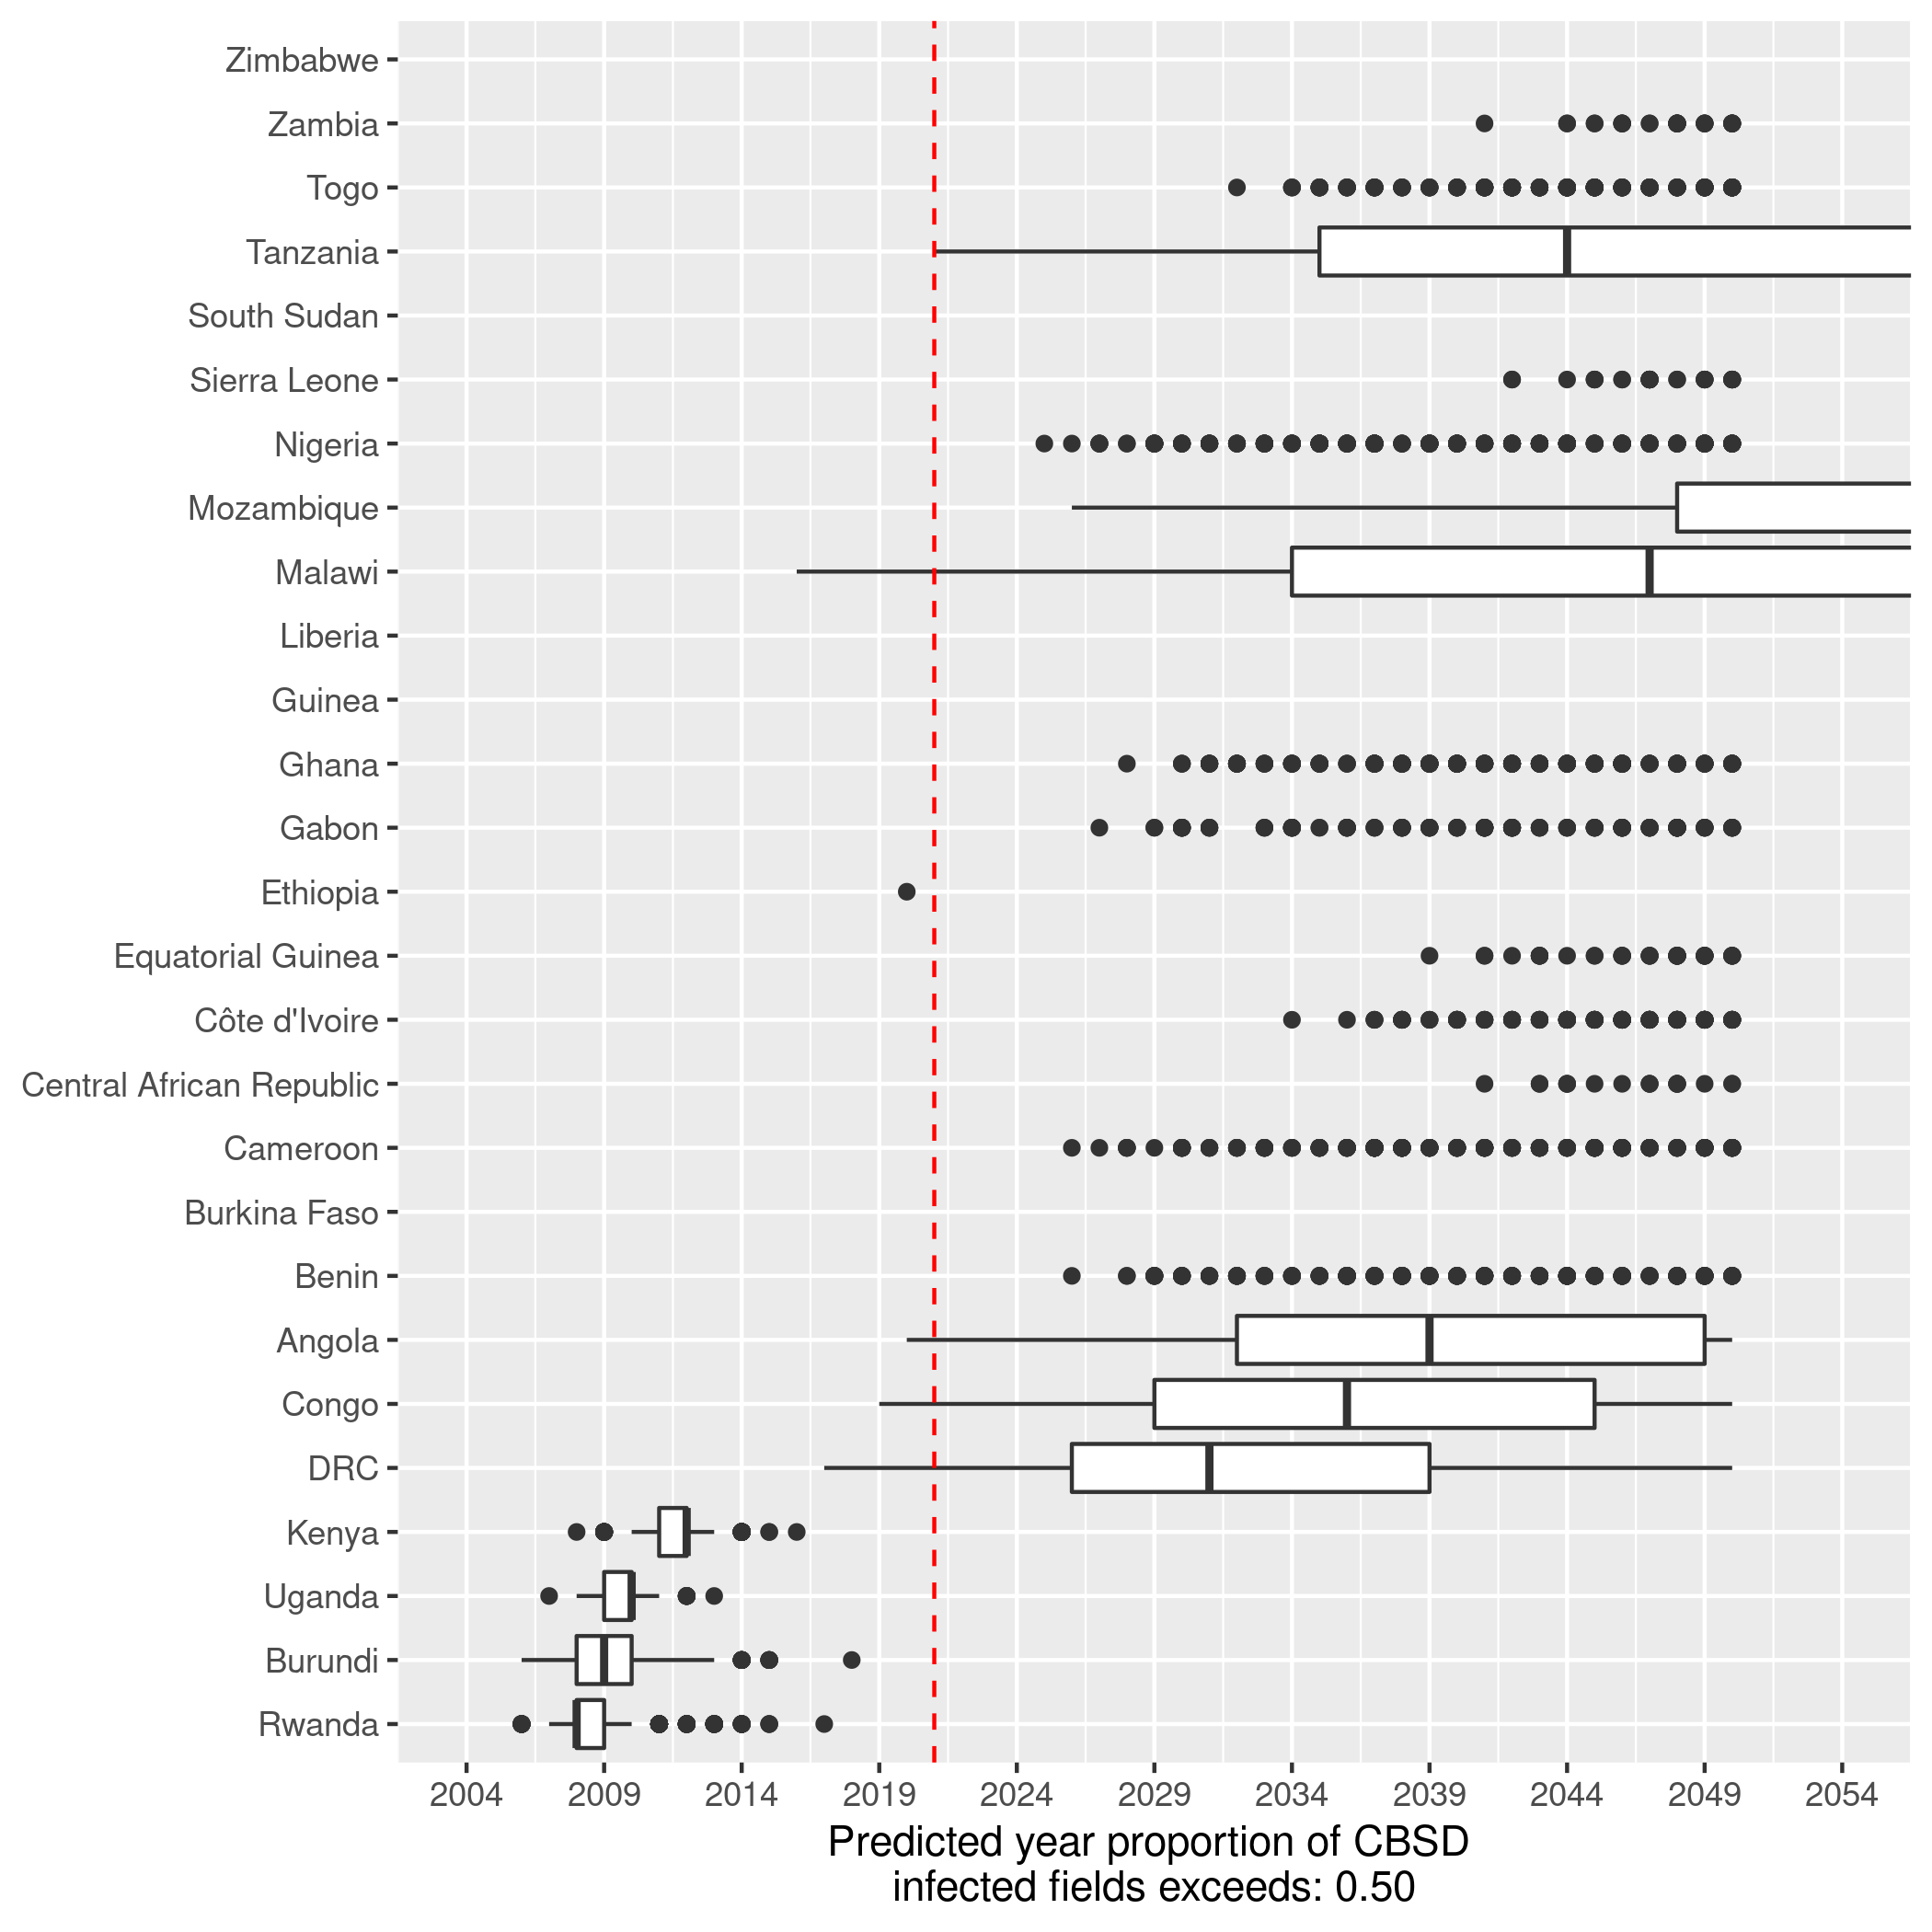 Zimbabwe
Zambia
Togo
Tanzania
South Sudan
Sierra Leone
Nigeria
Mozambique
Malawi
Liberia
Guinea
Ghana
Gabon
Ethiopia
Equatorial Guinea
Côte d'Ivoire
Central African Republic
Cameroon
Burkina Faso
Benin
Angola
Congo
DRC
Kenya
Uganda
Burundi
Rwanda
2004 2009 2014 2019 2024 2029 2034 2039 2044 2049 2054
Predicted year proportion of CBSD
infected fields exceeds: 0.50